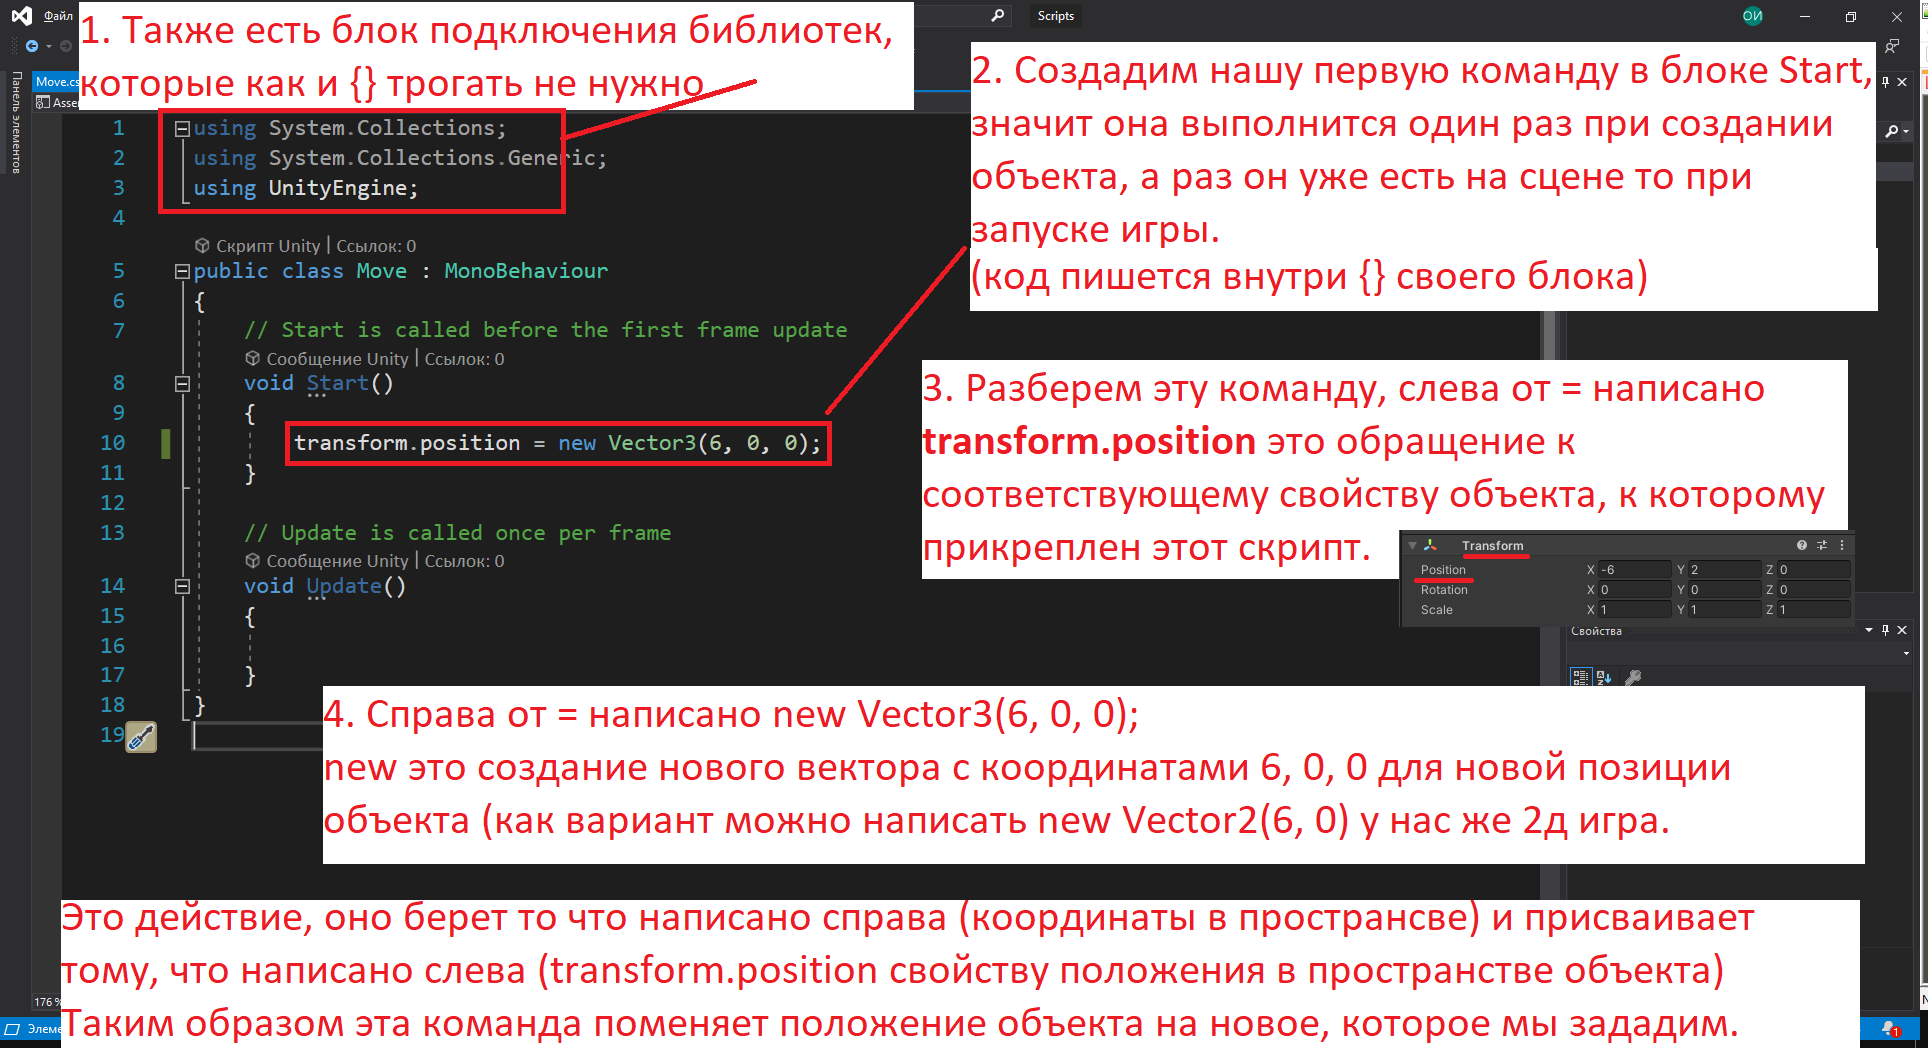 Файл
Scripts
ОИ
1. Также есть блок подключения библиотек,
которые как и {} трогать не нужно
2. Создадим нашу первую команду в блоке Start,
значит она выполнится один раз при создании
объекта, а раз он уже есть на сцене то при
запуске игры.
(код пишется внутри {} своего блока)
Панель элементов
Move.cs
1 using System.Collections;
2 using System.Collections.Generic;
3 using UnityEngine;
4
Скрипт Unity | Ссылок: 0
5 public class Move : MonoBehaviour
6 {
7 // Start is called before the first frame update
Сообщение Unity | Ссылок: 0
8 void Start()
9 {
10 transform.position = new Vector3(6, 0, 0);
11 }
12
13 // Update is called once per frame
Сообщение Unity | Ссылок: 0
14 void Update()
15 {
16
17 }
18 }
19
3. Разберем эту команду, слева от = написано
transform.position это обращение к
соответствующему свойству объекта, к которому
прикреплен этот скрипт.
Transform
Position X -6 Y 2 Z 0
Rotation X 0 Y 0 Z 0
Scale X 1 Y 1 Z 1
Свойства
4. Справа от = написано new Vector3(6, 0, 0);
new это создание нового вектора с координатами 6, 0, 0 для новой позиции
объекта (как вариант можно написать new Vector2(6, 0) у нас же 2д игра.
Это действие, оно берет то что написано справа (координаты в пространсве) и присваивает
тому, что написано слева (transform.position свойству положения в пространстве объекта)
Таким образом эта команда поменяет положение объекта на новое, которое мы зададим.
176 %
1